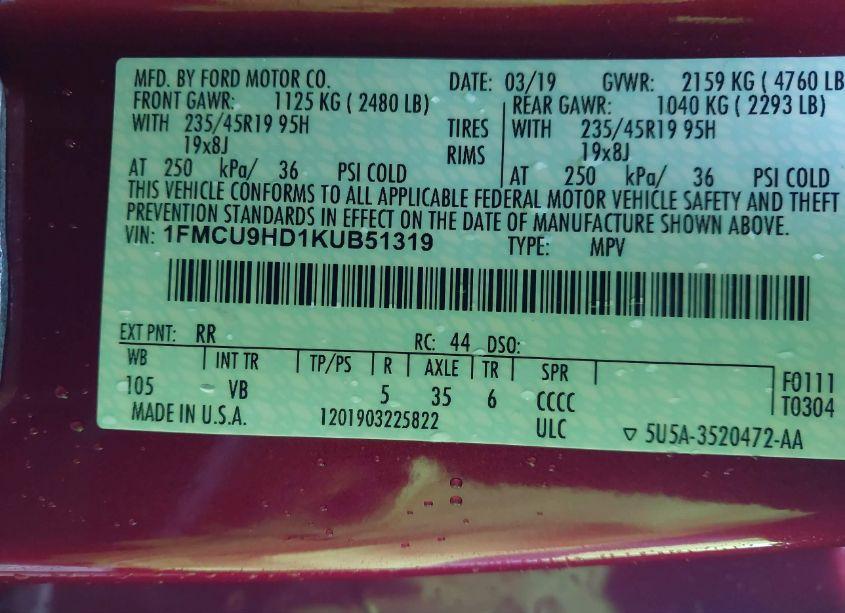 MFD. BY FORD MOTOR CO. DATE: 03/19 GVWR: 2159 KG ( 4760 LB
FRONT GAWR: 1125 KG ( 2480 LB) REAR GAWR: 1040 KG ( 2293 LB)
WITH 235/45R19 95H TIRES WITH 235/45R19 95H
19x8J RIMS 19x8J
AT 250 kPa/ 36 PSI COLD AT 250 kPa/ 36 PSI COLD
THIS VEHICLE CONFORMS TO ALL APPLICABLE FEDERAL MOTOR VEHICLE SAFETY AND THEFT
PREVENTION STANDARDS IN EFFECT ON THE DATE OF MANUFACTURE SHOWN ABOVE.
VIN: 1FMCU9HD1KUB51319 TYPE: MPV
EXT PNT: RR RC: 44 DSO:
WB INT TR TP/PS R AXLE TR SPR
105 VB 5 35 6 CCCC F0111
T0304
MADE IN U.S.A. 1201903225822 ULC ▽ 5U5A-3520472-AA